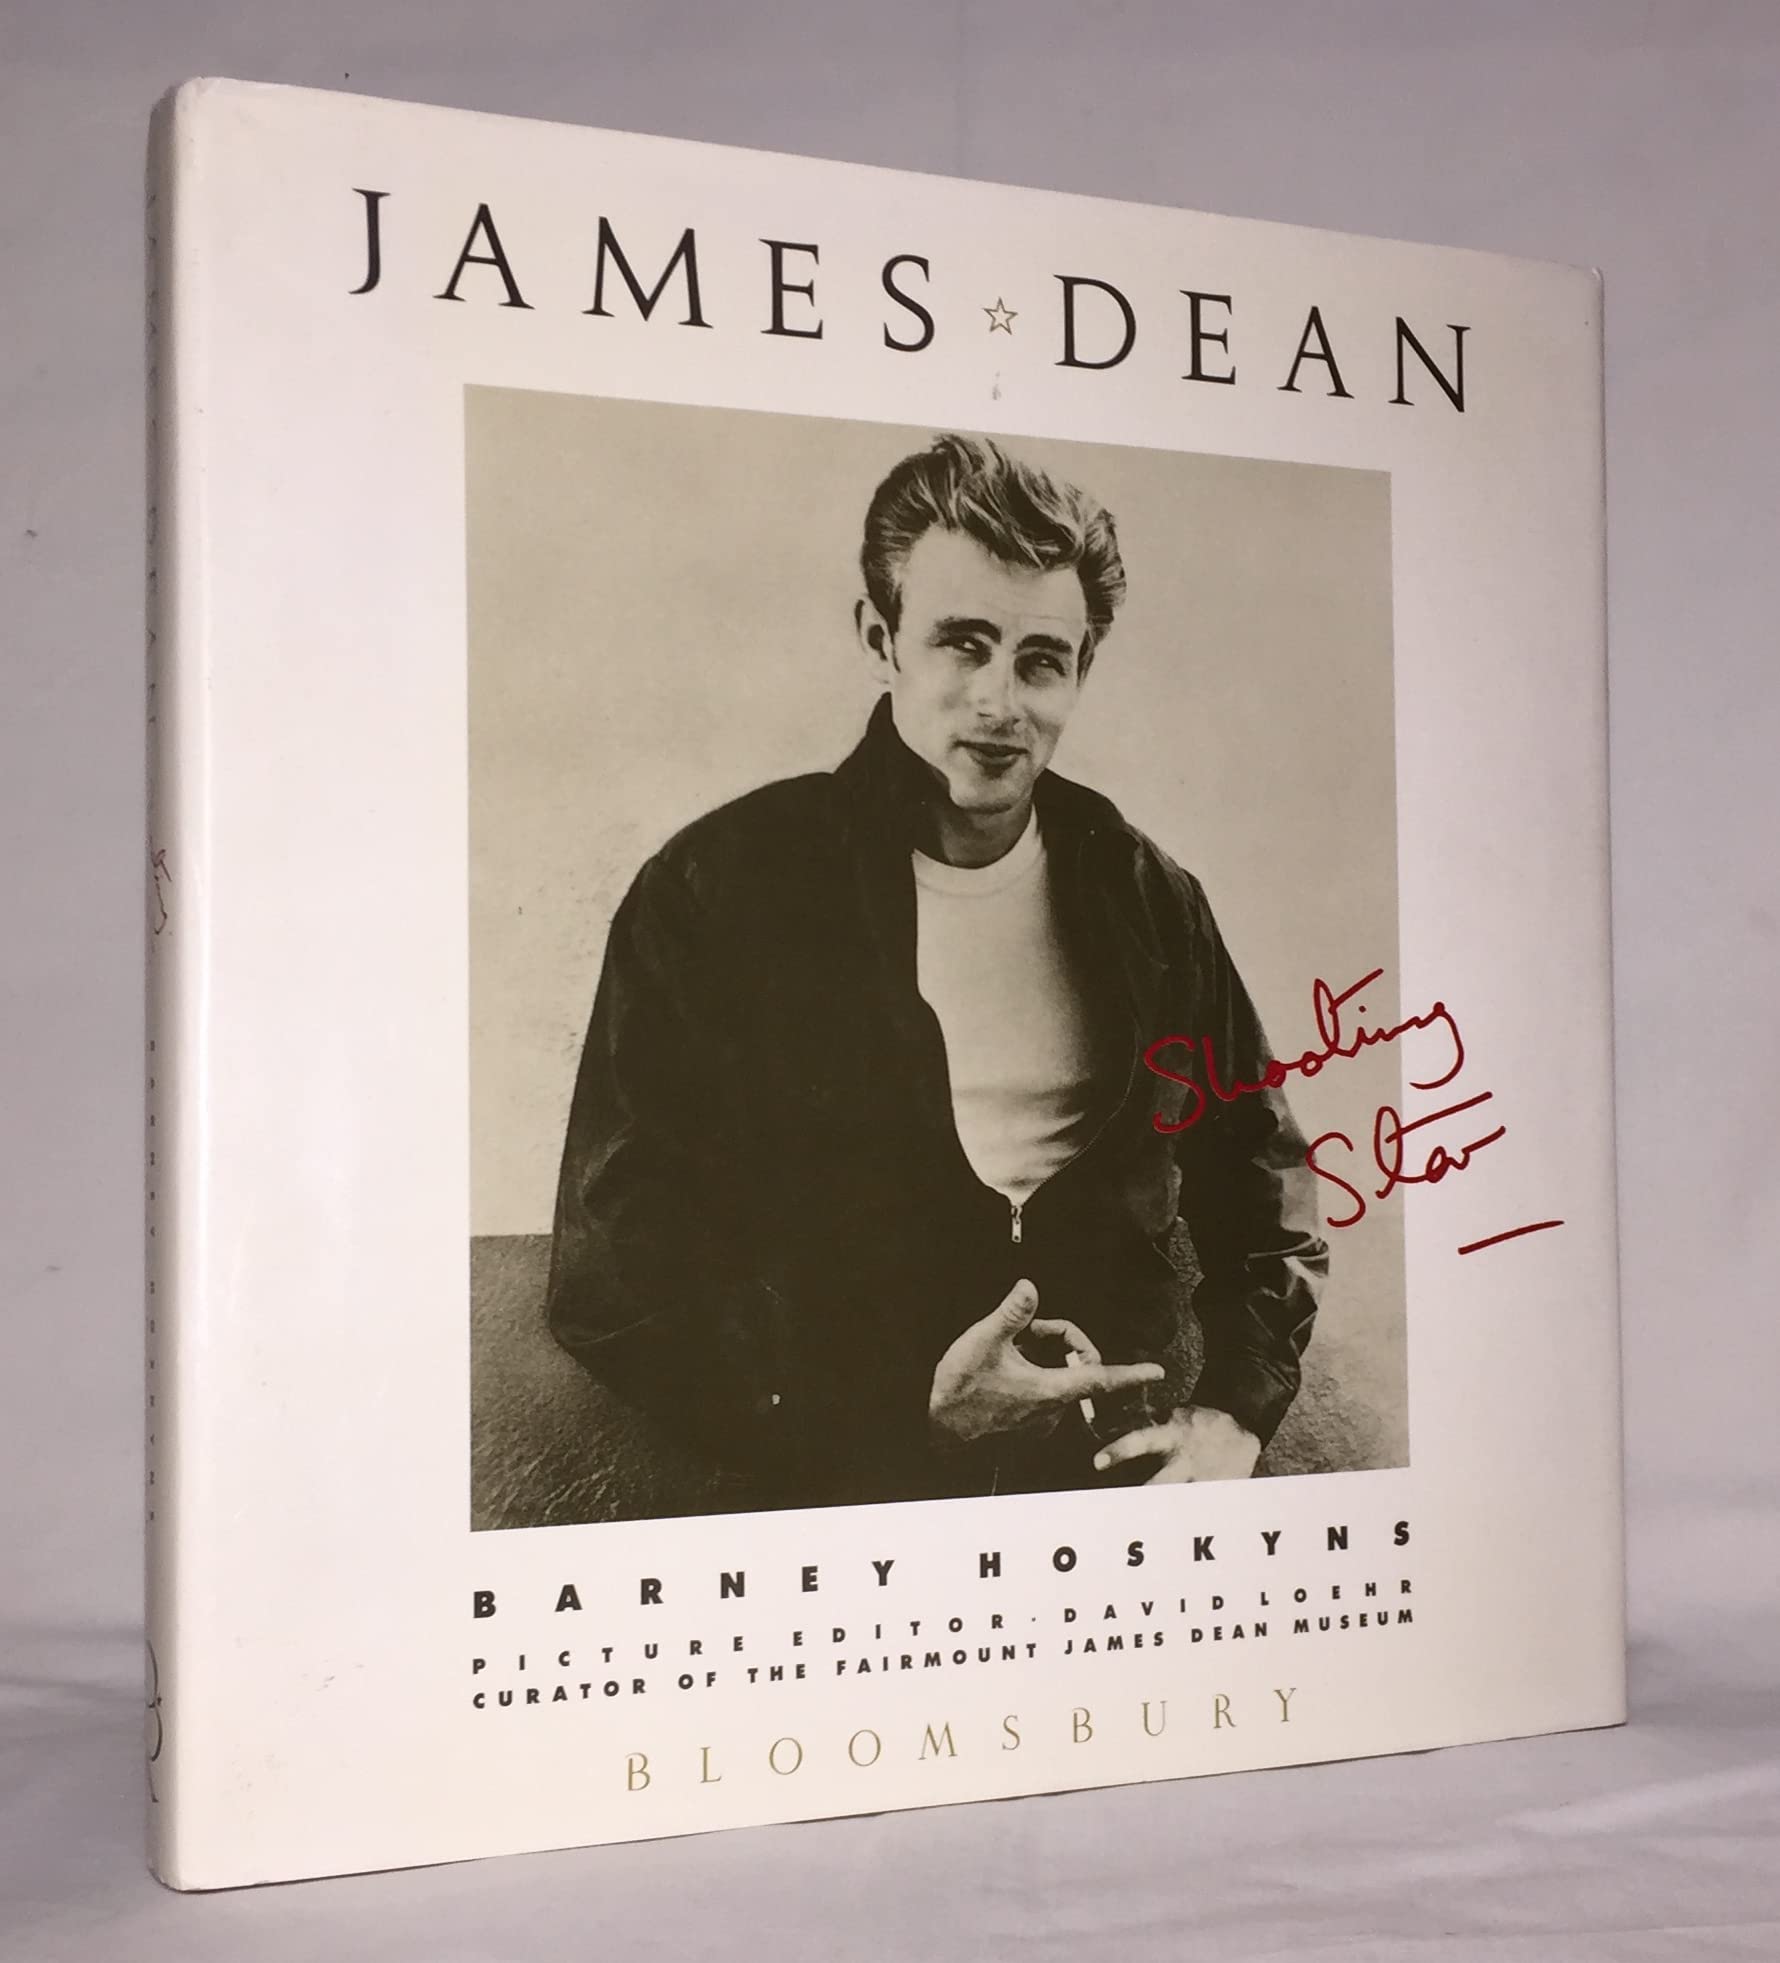 JAMES ☆ DEAN
Shooting
Star
BARNEY HOSKYNS
PICTURE EDITOR · DAVID LOEHR
CURATOR OF THE FAIRMOUNT JAMES DEAN MUSEUM
BLOOMSBURY